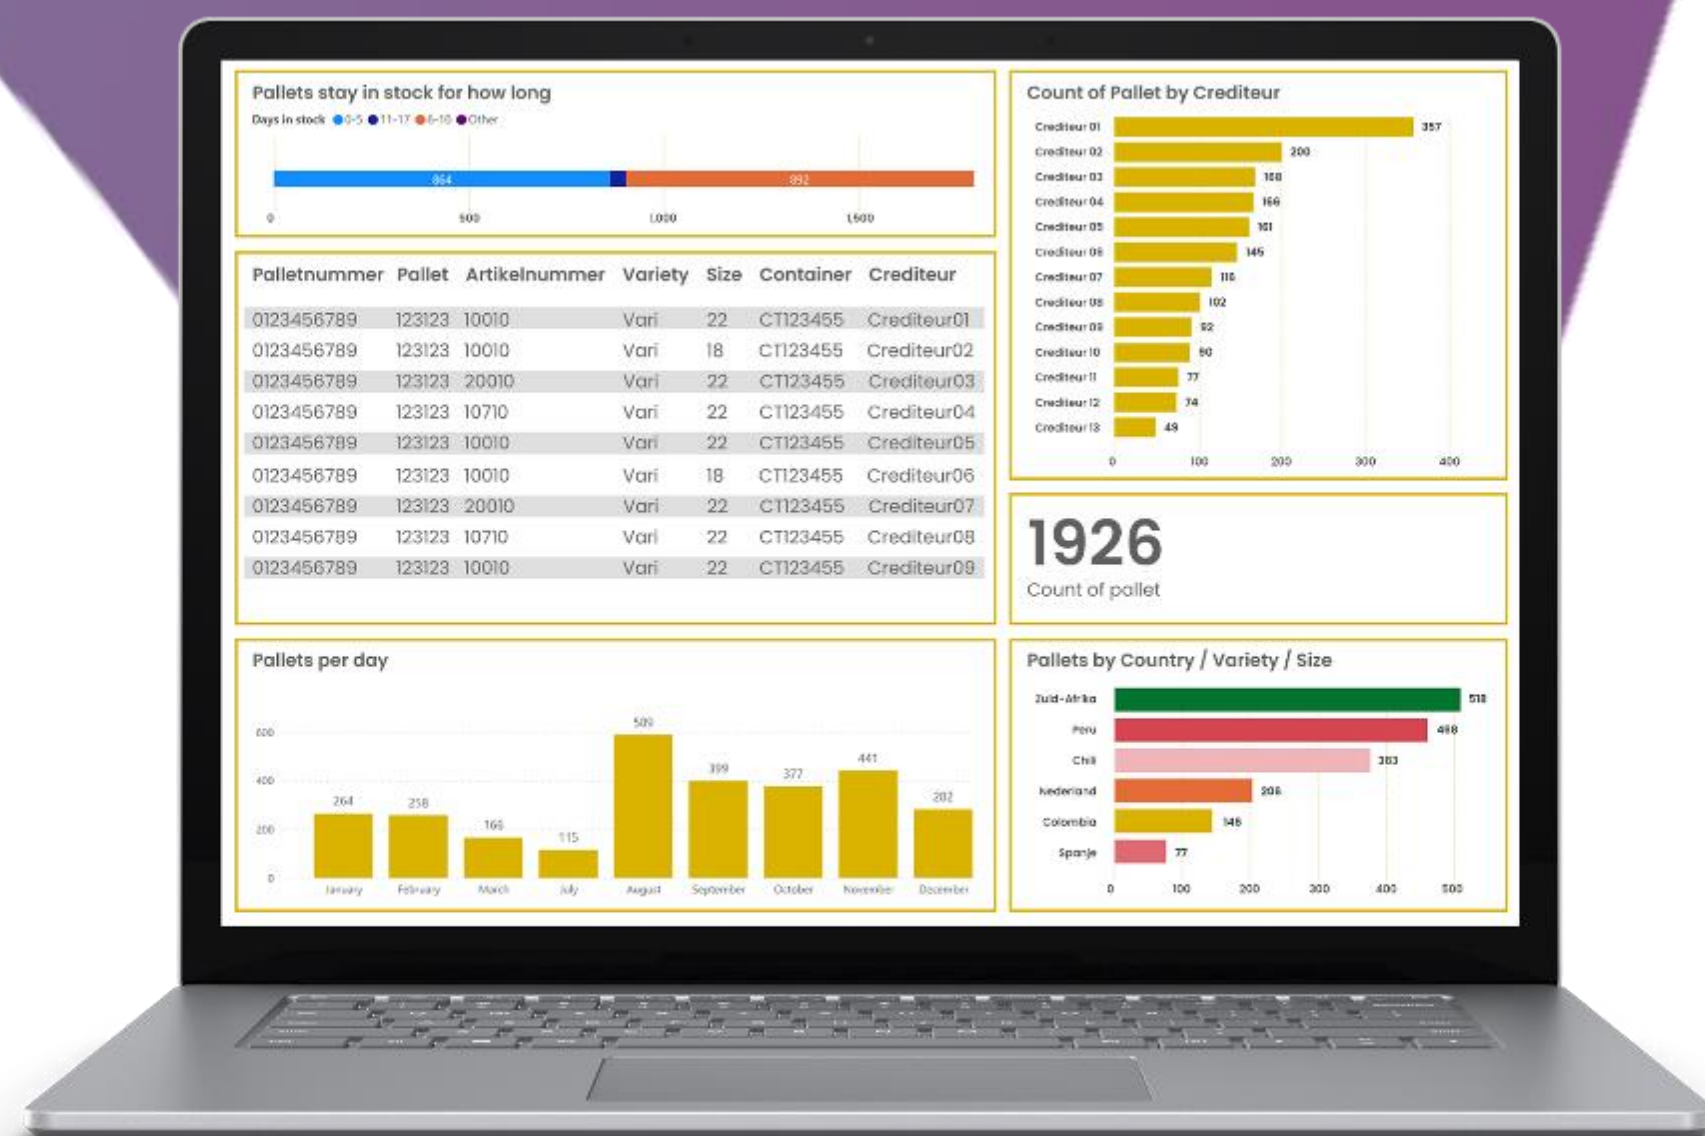 Pallets stay in stock for how long
Days in stock 0-5 11-17 6-10 Other
864 892
0 500 1,000 1,500
Palletnummer Pallet Artikelnummer Variety Size Container Crediteur
0123456789 123123 10010 Vari 22 CT123455 Crediteur01
0123456789 123123 10010 Vari 18 CT123455 Crediteur02
0123456789 123123 20010 Vari 22 CT123455 Crediteur03
0123456789 123123 10710 Vari 22 CT123455 Crediteur04
0123456789 123123 10010 Vari 22 CT123455 Crediteur05
0123456789 123123 10010 Vari 18 CT123455 Crediteur06
0123456789 123123 20010 Vari 22 CT123455 Crediteur07
0123456789 123123 10710 Vari 22 CT123455 Crediteur08
0123456789 123123 10010 Vari 22 CT123455 Crediteur09
Pallets per day
600
400
200
0
264 258 166 115 589 399 377 441 282
January February March July August September October November December
Count of Pallet by Crediteur
Crediteur 01 357
Crediteur 02 200
Crediteur 03 168
Crediteur 04 166
Crediteur 05 161
Crediteur 06 145
Crediteur 07 116
Crediteur 08 102
Crediteur 09 92
Crediteur 10 90
Crediteur 11 77
Crediteur 12 74
Crediteur 13 49
0 100 200 300 400
1926
Count of pallet
Pallets by Country / Variety / Size
Zuid-Afrika
Peru 468
Chili 383
Nederland 206
Colombia 146
Spanje 77
0 100 200 300 400 500